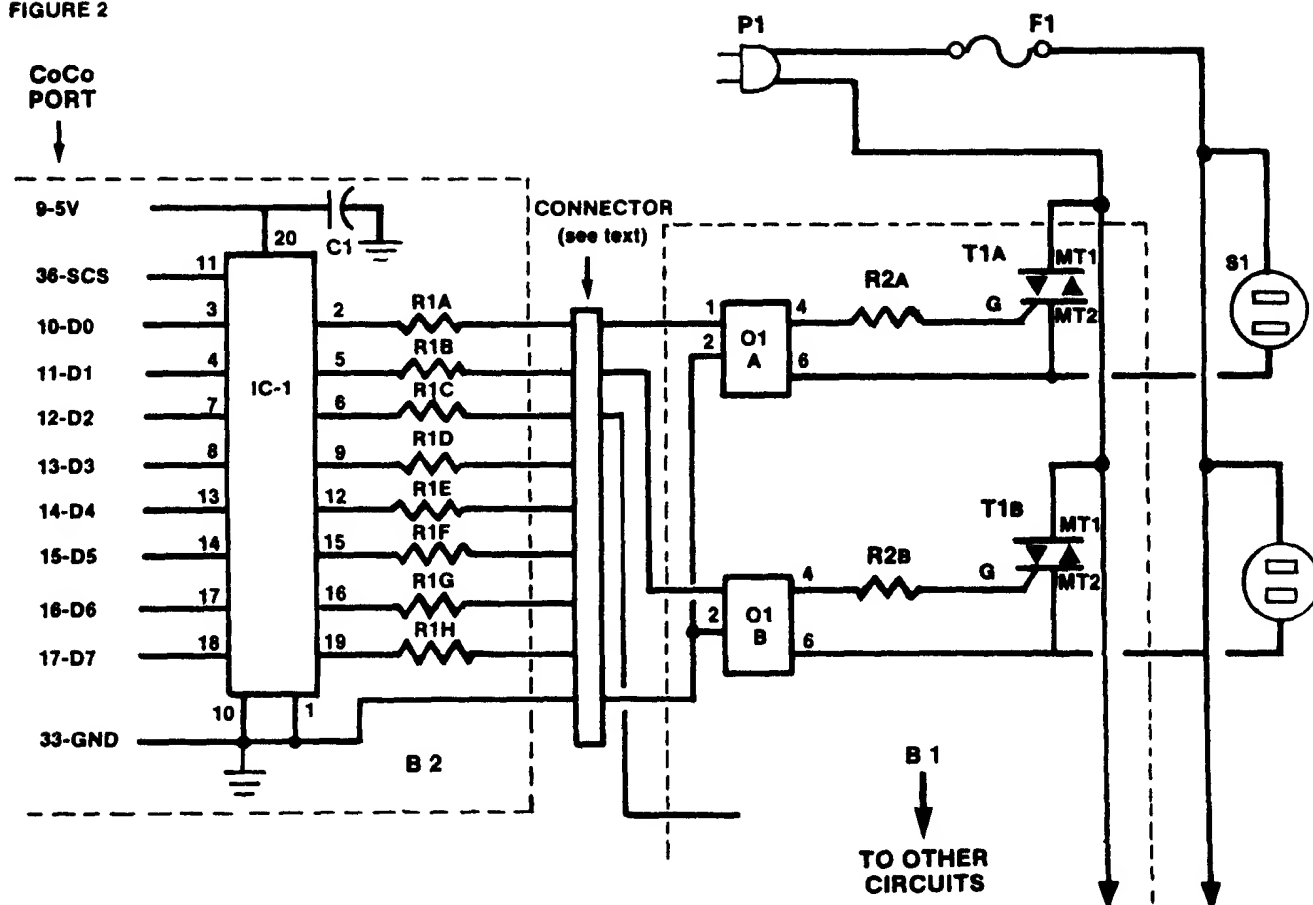 FIGURE 2
P1
F1
CoCo
PORT
9-5V
20
C1
CONNECTOR
(see text)
36-SCS
11
10-D0
3
2
R1A
11-D1
4
5
R1B
12-D2
7
6
R1C
13-D3
8
9
R1D
14-D4
13
12
R1E
15-D5
14
15
R1F
16-D6
17
16
R1G
17-D7
18
19
R1H
IC-1
10
1
33-GND
B 2
1
2
O1
A
4
6
R2A
T1A
MT1
G
MT2
S1
2
O1
B
4
6
R2B
T1B
MT1
G
MT2
B 1
TO OTHER
CIRCUITS